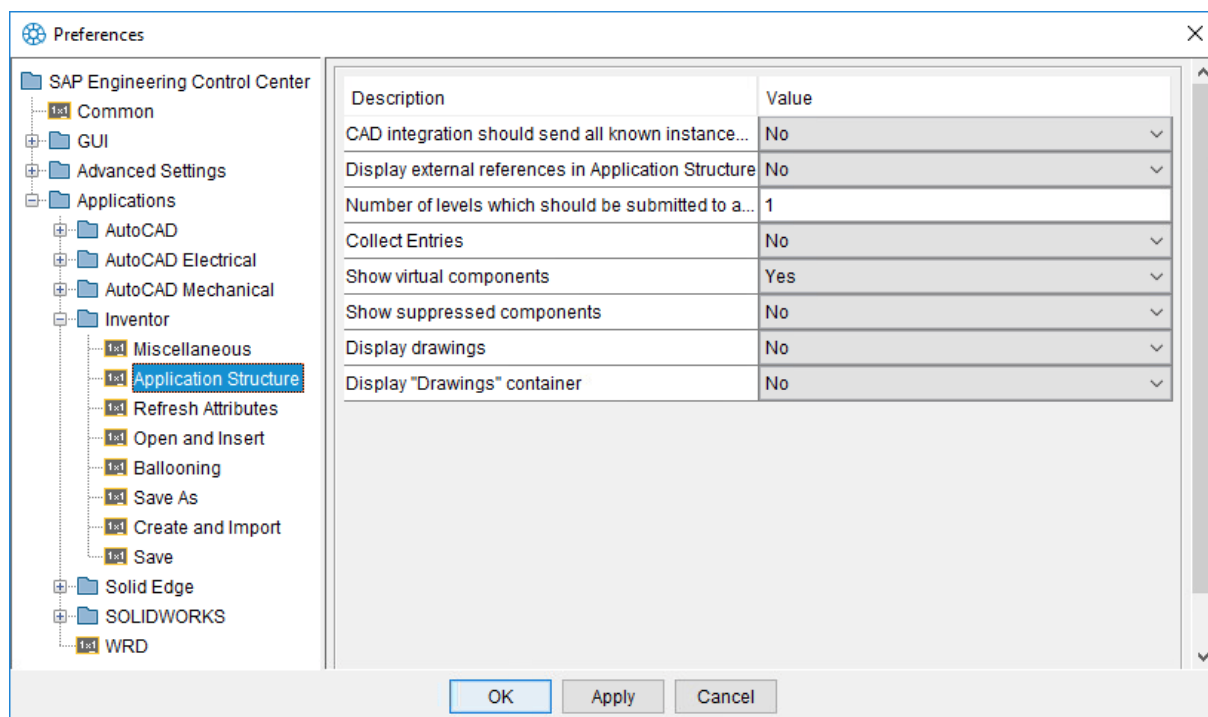 Preferences
SAP Engineering Control Center
Common
GUI
Advanced Settings
Applications
AutoCAD
AutoCAD Electrical
AutoCAD Mechanical
Inventor
Miscellaneous
Application Structure
Refresh Attributes
Open and Insert
Ballooning
Save As
Create and Import
Save
Solid Edge
SOLIDWORKS
WRD
Description Value
CAD integration should send all known instance... No
Display external references in Application Structure No
Number of levels which should be submitted to a... 1
Collect Entries No
Show virtual components Yes
Show suppressed components No
Display drawings No
Display "Drawings" container No
OK Apply Cancel